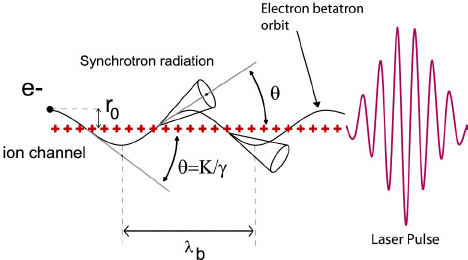 Electron betatron
orbit
Synchrotron radiation
e-
r₀
θ
ion channel
θ=K/γ
λb
Laser Pulse